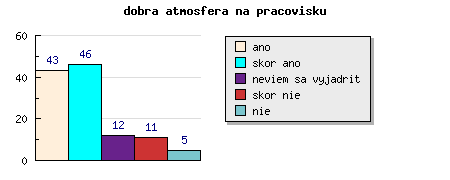 dobra atmosfera na pracovisku
60
40
20
0
43
46
12
11
5
ano
skor ano
neviem sa vyjadrit
skor nie
nie